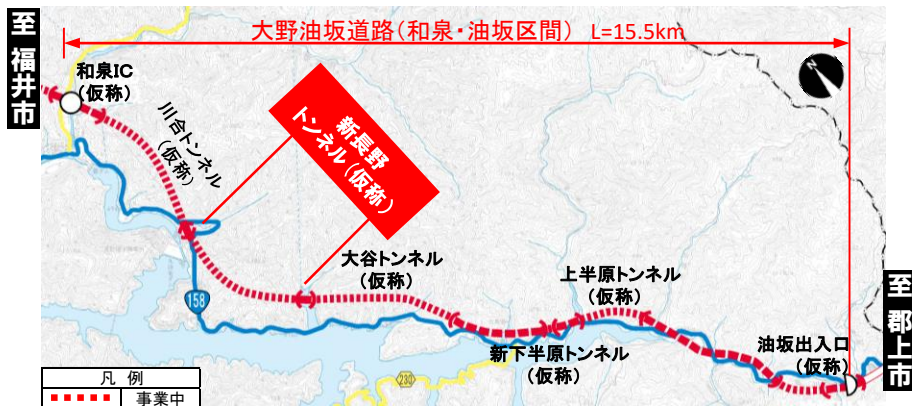 大野油坂道路(和泉・油坂区間) L=15.5km
至 福井市
和泉IC
(仮称)
川合トンネル
(仮称)
新長野
トンネル(仮称)
N
大谷トンネル
(仮称)
上半原トンネル
(仮称)
158
新下半原トンネル
(仮称)
油坂出入口
(仮称)
至 郡上市
230
凡 例
事業中